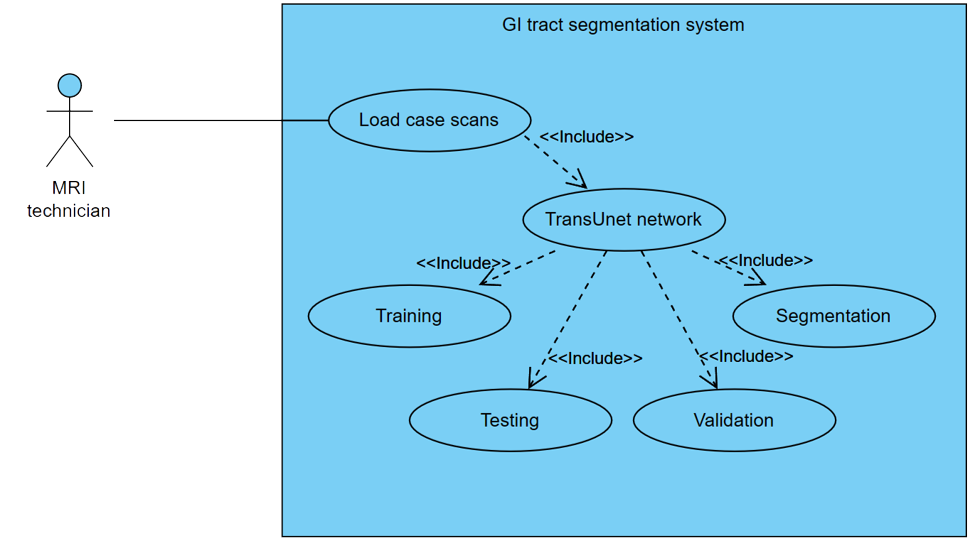 GI tract segmentation system
Load case scans
<<Include>>
MRI
technician
TransUnet network
<<Include>>
<<Include>>
Training
Segmentation
<<Include>>
<<Include>>
Testing
Validation